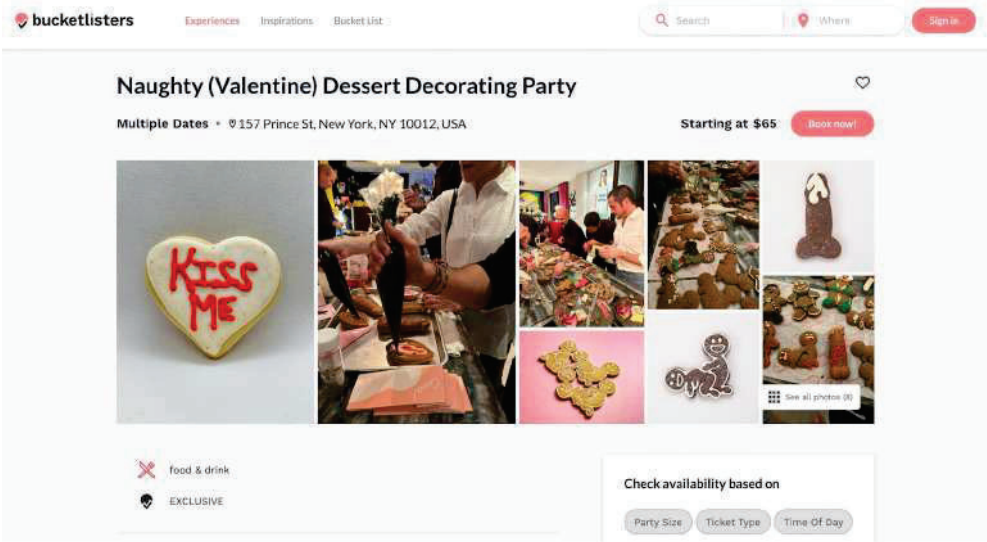 bucketlisters
Experiences Inspirations Bucket List
Search
Where
Sign in
Naughty (Valentine) Dessert Decorating Party
Multiple Dates • 157 Prince St, New York, NY 10012, USA
Starting at $65
Book now!
KISS
ME
:D
See all photos (8)
food & drink
EXCLUSIVE
Check availability based on
Party Size Ticket Type Time Of Day